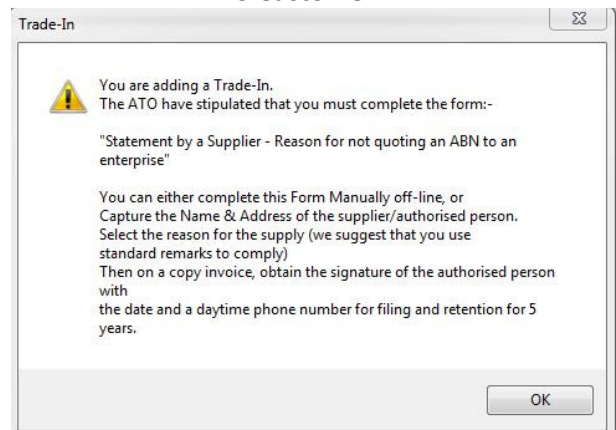 Trade-In
You are adding a Trade-In.
The ATO have stipulated that you must complete the form:-
"Statement by a Supplier - Reason for not quoting an ABN to an
enterprise"
You can either complete this Form Manually off-line, or
Capture the Name & Address of the supplier/authorised person.
Select the reason for the supply (we suggest that you use
standard remarks to comply)
Then on a copy invoice, obtain the signature of the authorised person
with
the date and a daytime phone number for filing and retention for 5
years.
OK